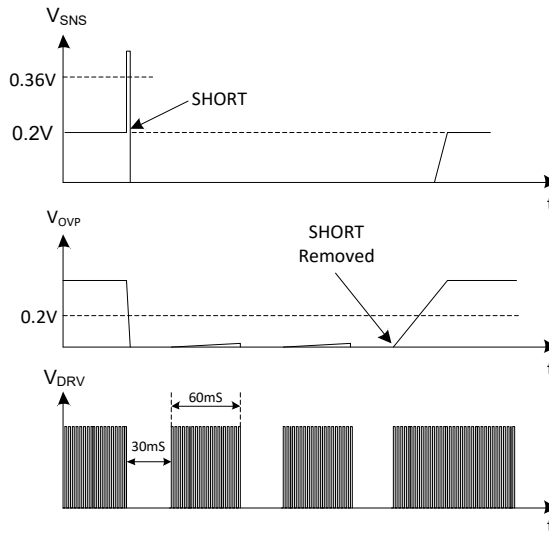 VSNS
0.36V
SHORT
0.2V
t
VOVP
SHORT
Removed
0.2V
t
VDRV
60mS
30mS
t